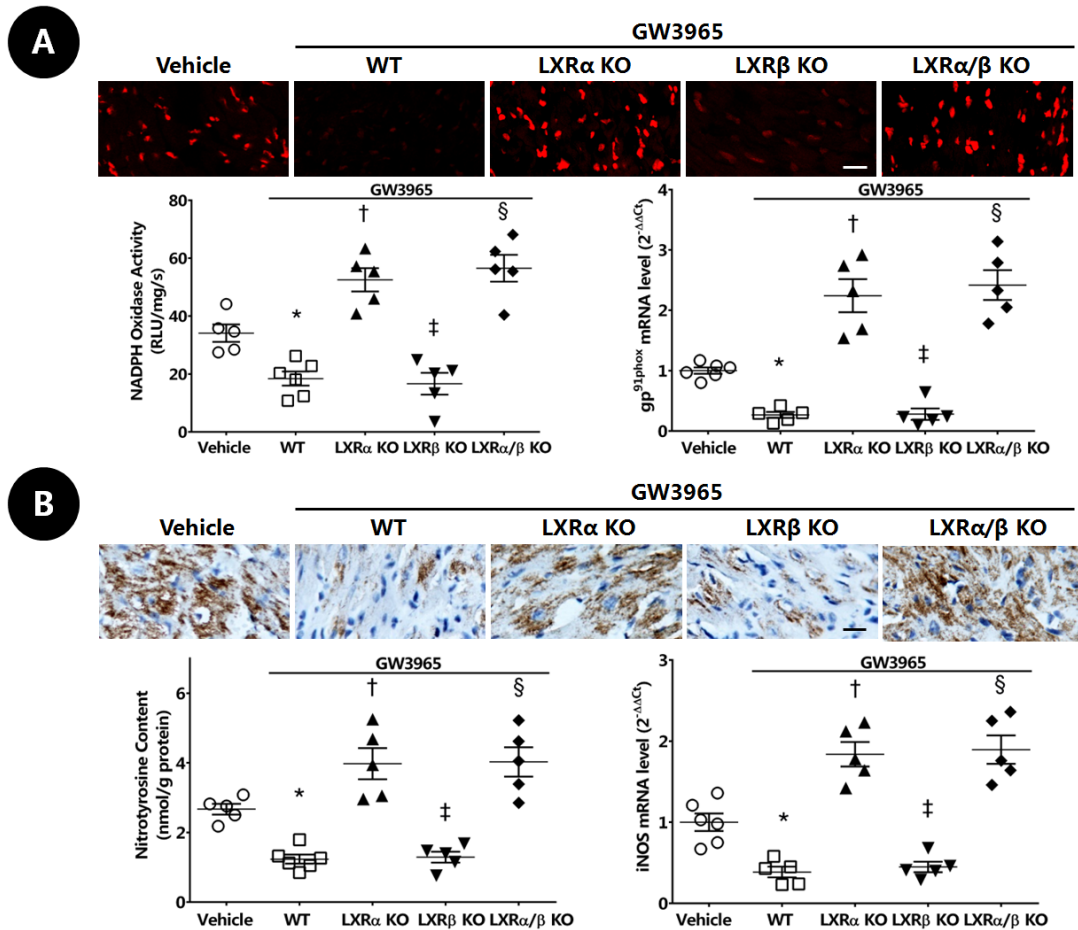 A
GW3965
Vehicle WT LXRα KO LXRβ KO LXRα/β KO
GW3965
NADPH Oxidase Activity
(RLU/mg/s)
80
60
40
20
0
†
§
*
‡
Vehicle WT LXRα KO LXRβ KO LXRα/β KO
GW3965
gp91phox mRNA level (2-ΔΔCt)
4
3
2
1
0
†
§
*
‡
Vehicle WT LXRα KO LXRβ KO LXRα/β KO
B
GW3965
Vehicle WT LXRα KO LXRβ KO LXRα/β KO
GW3965
Nitrotyrosine Content
(nmol/g protein)
6
4
2
0
†
§
*
‡
Vehicle WT LXRα KO LXRβ KO LXRα/β KO
GW3965
iNOS mRNA level (2-ΔΔCt)
3
2
1
0
†
§
*
‡
Vehicle WT LXRα KO LXRβ KO LXRα/β KO